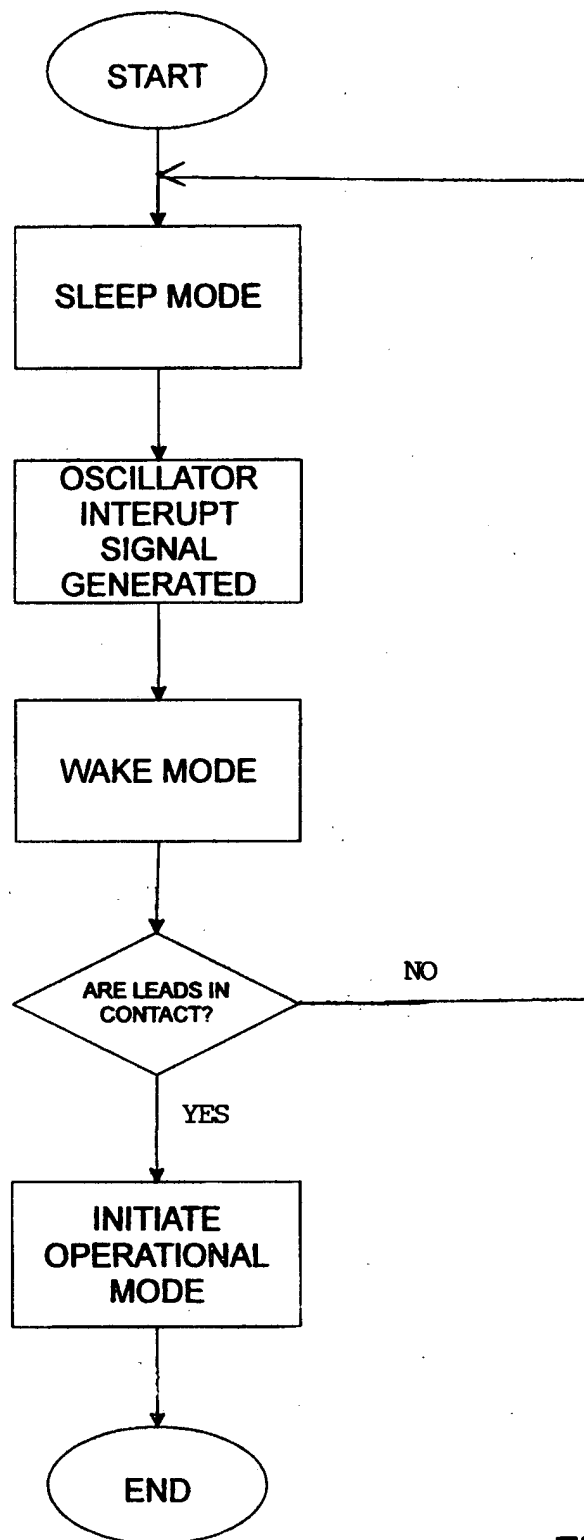 START
SLEEP MODE
OSCILLATOR
INTERUPT
SIGNAL
GENERATED
WAKE MODE
ARE LEADS IN
CONTACT?
NO
YES
INITIATE
OPERATIONAL
MODE
END